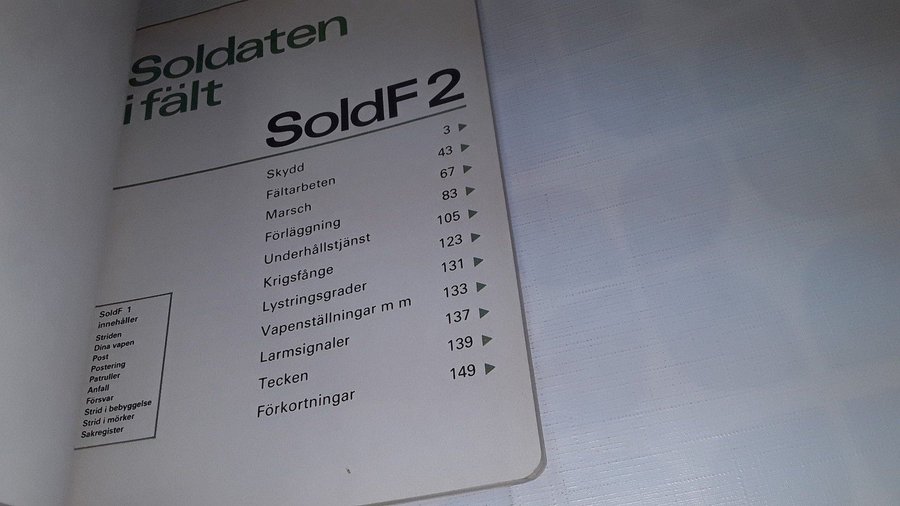 Soldaten
i fält
SoldF 2
Skydd 3
Fältarbeten 43
Marsch 67
Förläggning 83
Underhållstjänst 105
Krigsfånge 123
Lystringsgrader 131
Vapenställningar m m 133
Larmsignaler 137
Tecken 139
Förkortningar 149
SoldF 1
innehåller
Striden
Dina vapen
Post
Postering
Patruller
Anfall
Försvar
Strid i bebyggelse
Strid i mörker
Sakregister